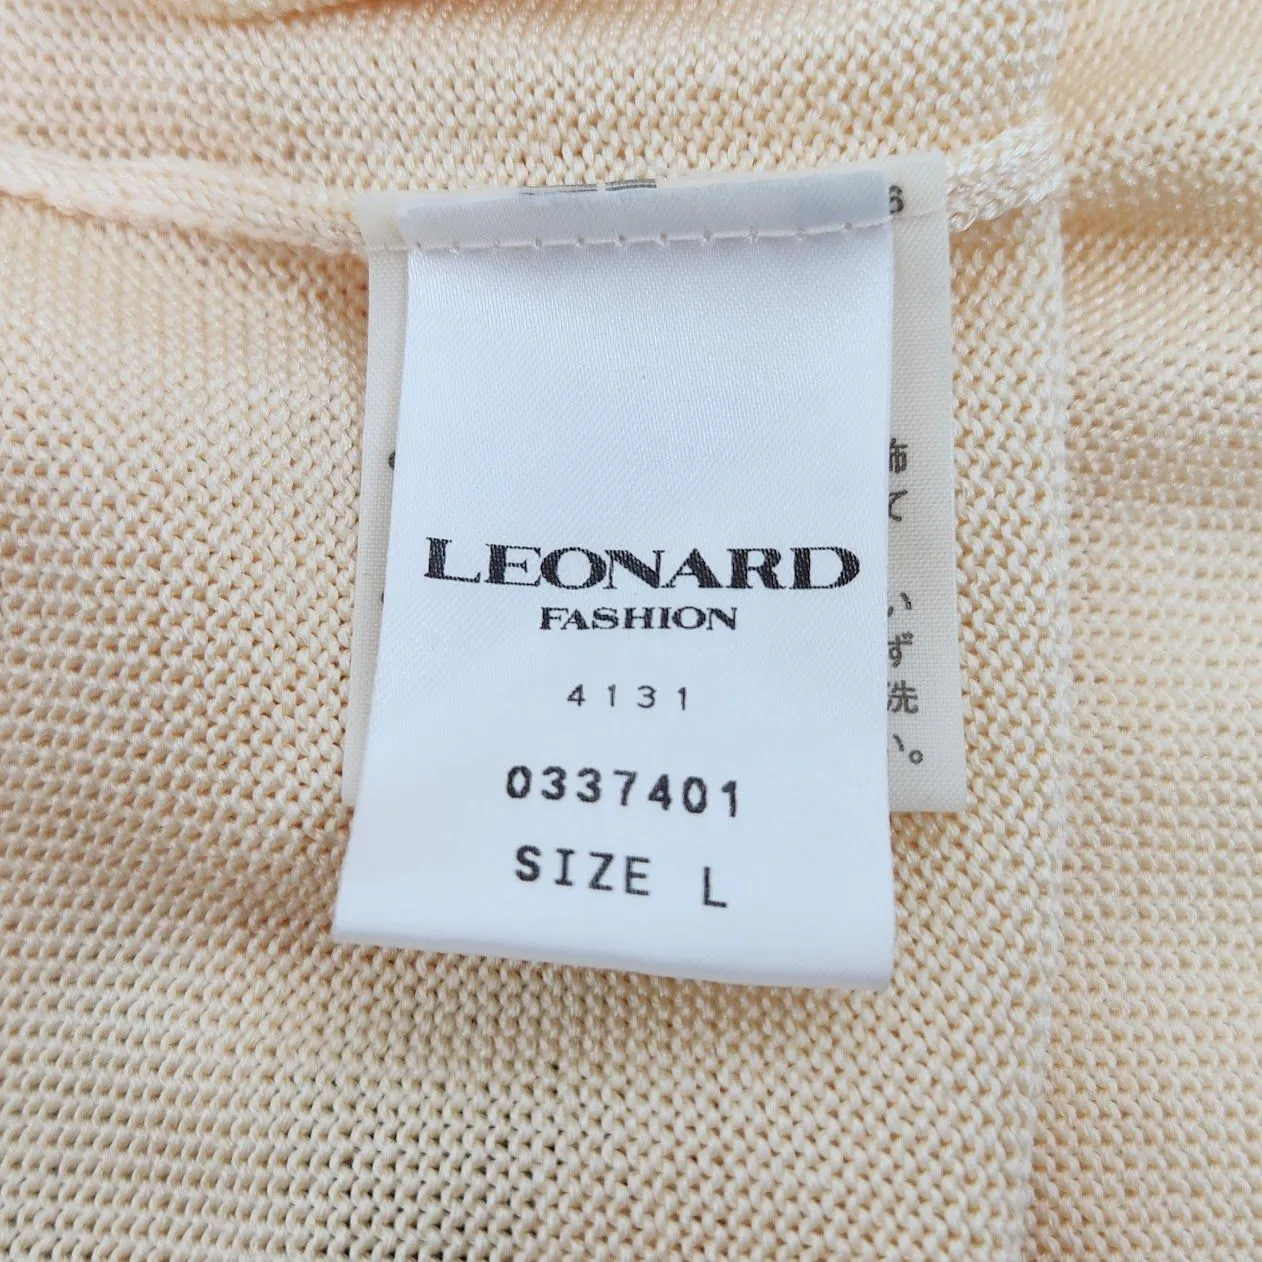 LEONARD
FASHION
4131
0337401
SIZE L